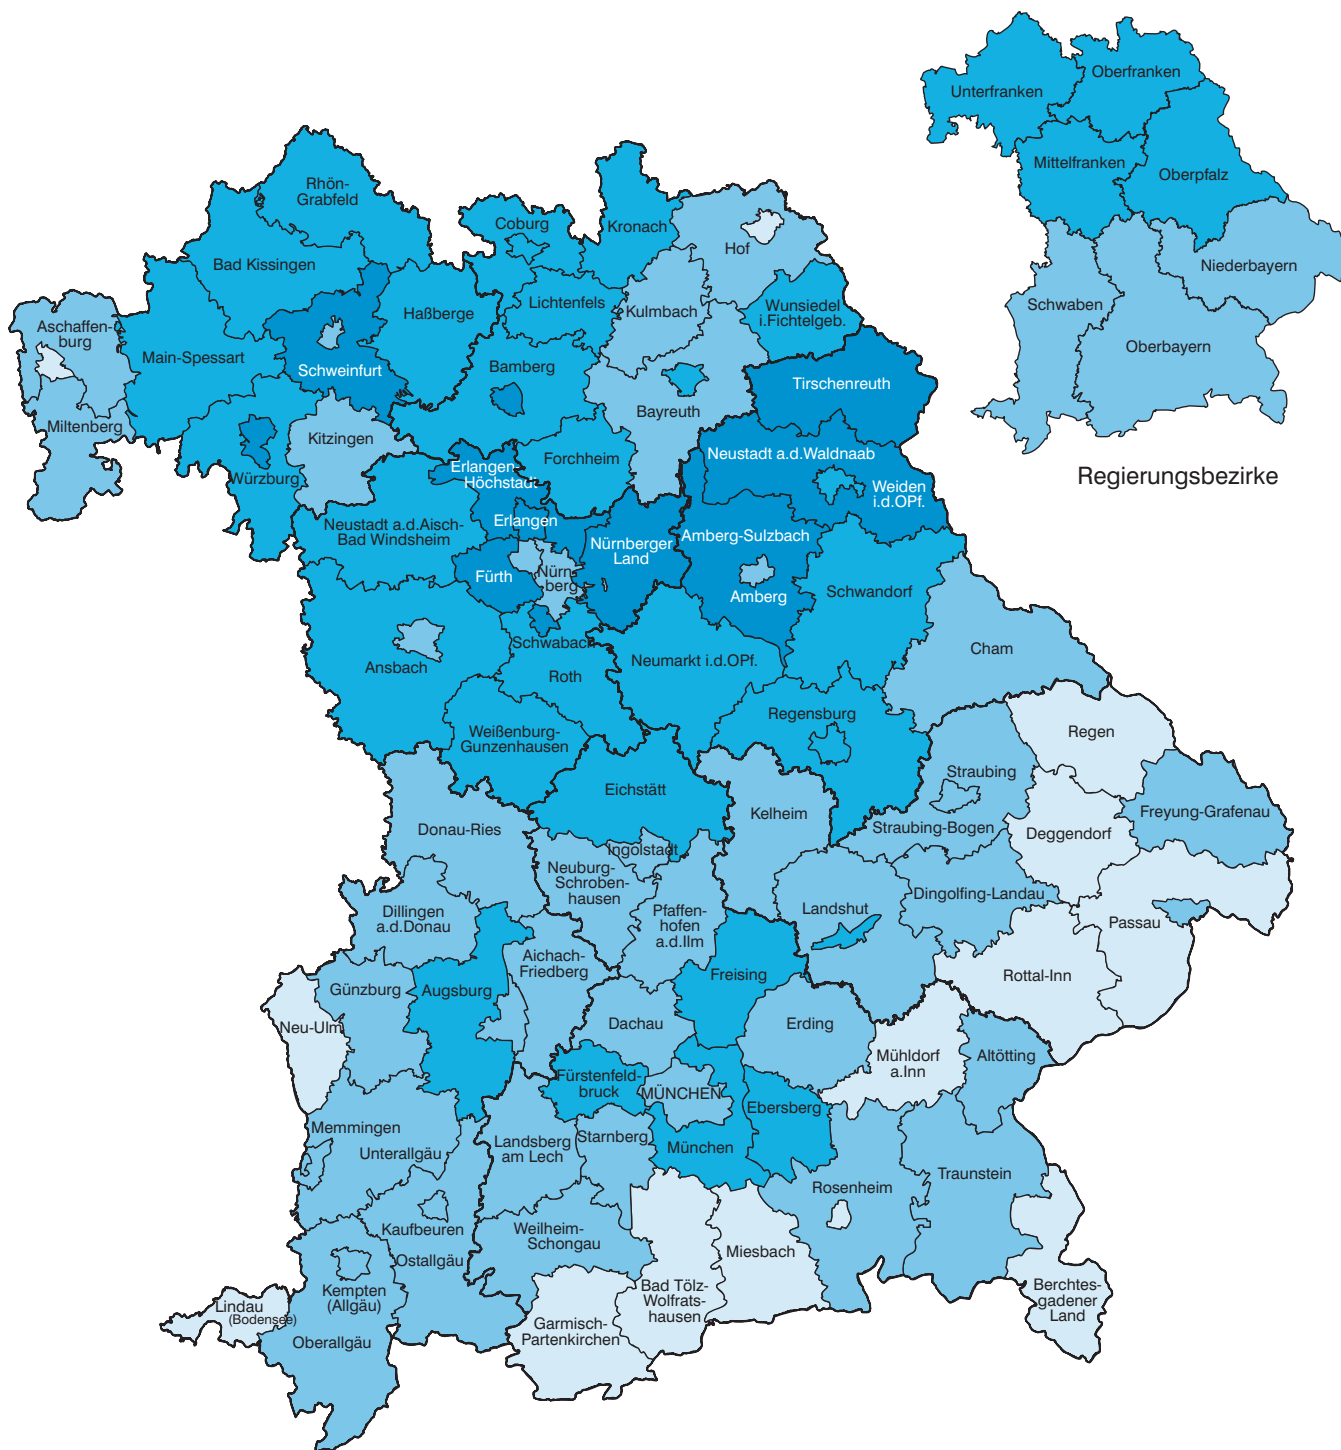 Oberfranken
Unterfranken
Mittelfranken
Oberpfalz
Niederbayern
Schwaben
Oberbayern
Regierungsbezirke
Rhön-
Grabfeld
Coburg
Kronach
Hof
Bad Kissingen
Lichtenfels
Haßberge
Kulmbach
Wunsiedel
i.Fichtelgeb.
Aschaffen-
burg
Main-Spessart
Schweinfurt
Bamberg
Tirschenreuth
Bayreuth
Miltenberg
Kitzingen
Neustadt a.d.Waldnaab
Forchheim
Erlangen-
Höchstadt
Würzburg
Weiden
i.d.OPf.
Neustadt a.d.Aisch-
Bad Windsheim
Erlangen
Nürnberger
Land
Amberg-Sulzbach
Fürth
Nürn-
berg
Amberg
Schwandorf
Schwabach
Ansbach
Roth
Neumarkt i.d.OPf.
Cham
Regensburg
Weißenburg-
Gunzenhausen
Regen
Straubing
Eichstätt
Kelheim
Freyung-Grafenau
Donau-Ries
Straubing-Bogen
Deggendorf
Ingolstadt
Neuburg-
Schroben-
hausen
Dingolfing-Landau
Dillingen
a.d.Donau
Pfaffen-
hofen
a.d.Ilm
Landshut
Passau
Aichach-
Friedberg
Freising
Rottal-Inn
Günzburg
Augsburg
Neu-Ulm
Dachau
Erding
Mühldorf
a.Inn
Altötting
Fürstenfeld-
bruck
MÜNCHEN
Ebersberg
Memmingen
Unterallgäu
Landsberg
am Lech
Starnberg
München
Traunstein
Rosenheim
Kaufbeuren
Weilheim-
Schongau
Miesbach
Ostallgäu
Bad Tölz-
Wolfrats-
hausen
Berchtes-
gadener
Land
Kempten
(Allgäu)
Lindau
(Bodensee)
Garmisch-
Partenkirchen
Oberallgäu